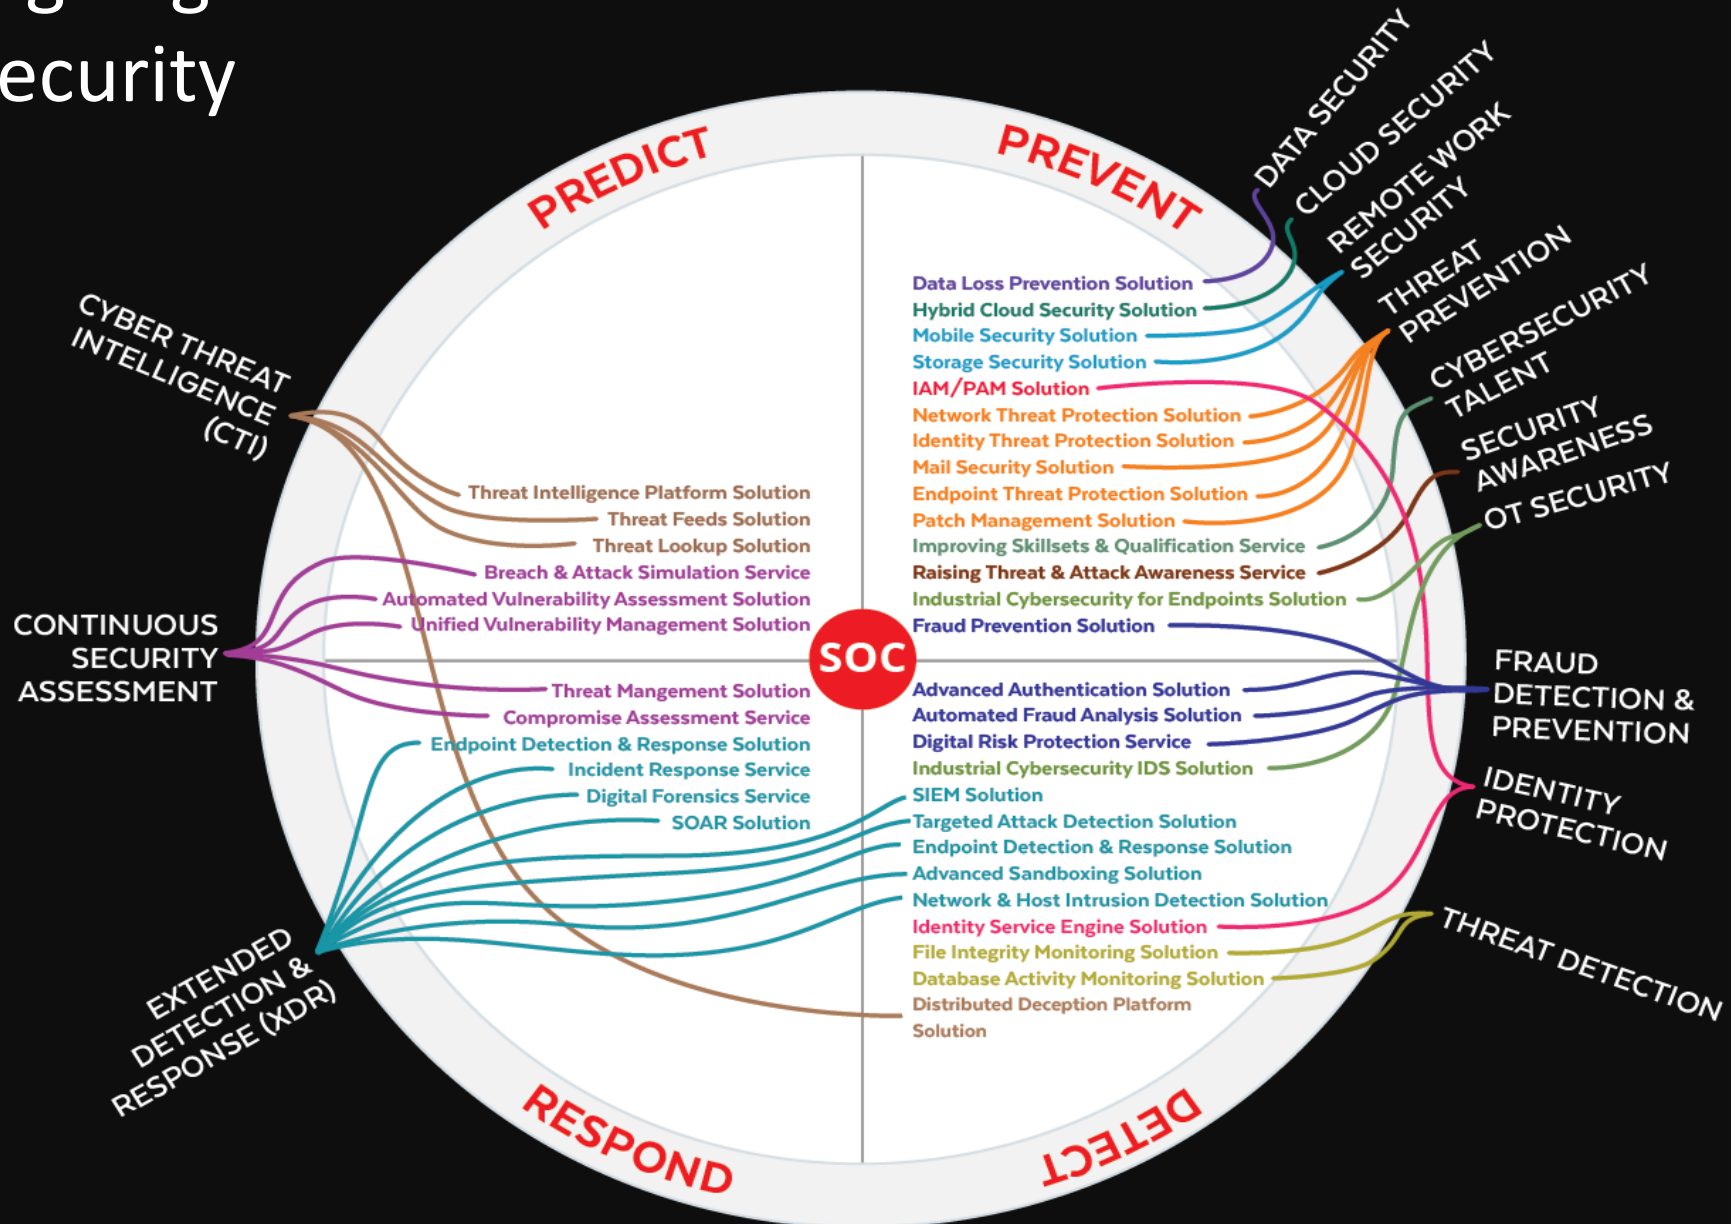 ecurity
PREDICT
PREVENT
DATA SECURITY
CLOUD SECURITY
REMOTE WORK
SECURITY
THREAT
PREVENTION
CYBERSECURITY
TALENT
SECURITY
AWARENESS
OT SECURITY
FRAUD
DETECTION &
PREVENTION
IDENTITY
PROTECTION
THREAT DETECTION
CYBER THREAT
INTELLIGENCE
(CTI)
CONTINUOUS
SECURITY
ASSESSMENT
EXTENDED
DETECTION &
RESPONSE (XDR)
Threat Intelligence Platform Solution
Threat Feeds Solution
Threat Lookup Solution
Breach & Attack Simulation Service
Automated Vulnerability Assessment Solution
Unified Vulnerability Management Solution
Data Loss Prevention Solution
Hybrid Cloud Security Solution
Mobile Security Solution
Storage Security Solution
IAM/PAM Solution
Network Threat Protection Solution
Identity Threat Protection Solution
Mail Security Solution
Endpoint Threat Protection Solution
Patch Management Solution
Improving Skillsets & Qualification Service
Raising Threat & Attack Awareness Service
Industrial Cybersecurity for Endpoints Solution
Fraud Prevention Solution
SOC
Threat Mangement Solution
Compromise Assessment Service
Endpoint Detection & Response Solution
Incident Response Service
Digital Forensics Service
SOAR Solution
Advanced Authentication Solution
Automated Fraud Analysis Solution
Digital Risk Protection Service
Industrial Cybersecurity IDS Solution
SIEM Solution
Targeted Attack Detection Solution
Endpoint Detection & Response Solution
Advanced Sandboxing Solution
Network & Host Intrusion Detection Solution
Identity Service Engine Solution
File Integrity Monitoring Solution
Database Activity Monitoring Solution
Distributed Deception Platform
Solution
RESPOND
DETECT